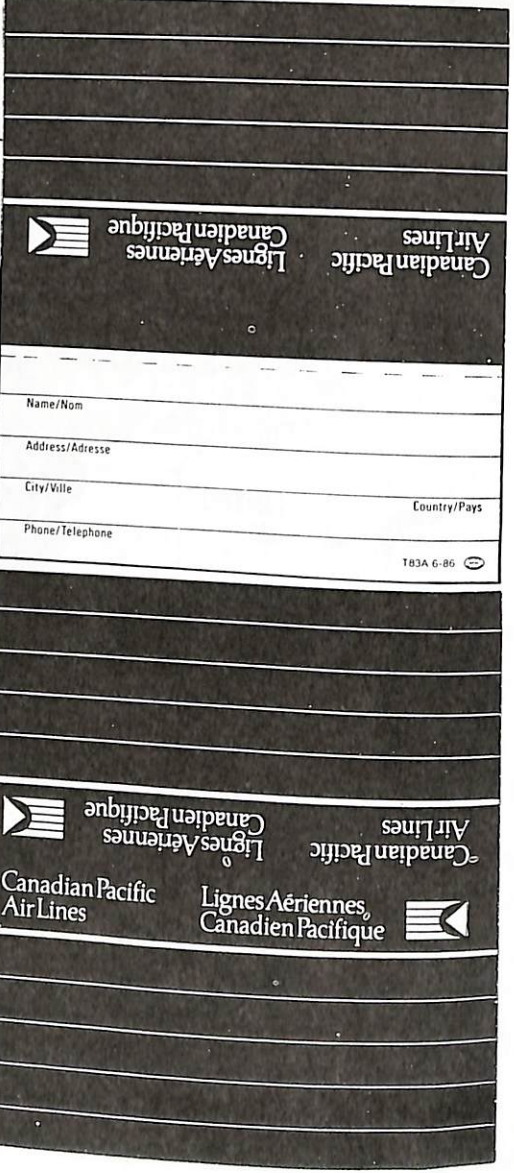 Canadian Pacific
Air Lines
Lignes Aériennes
Canadien Pacifique
Name/Nom
Address/Adresse
City/Ville
Country/Pays
Phone/Telephone
T83A 6-86
Canadian Pacific
Air Lines
Lignes Aériennes
Canadien Pacifique
Canadian Pacific
Air Lines
Lignes Aériennes
Canadien Pacifique